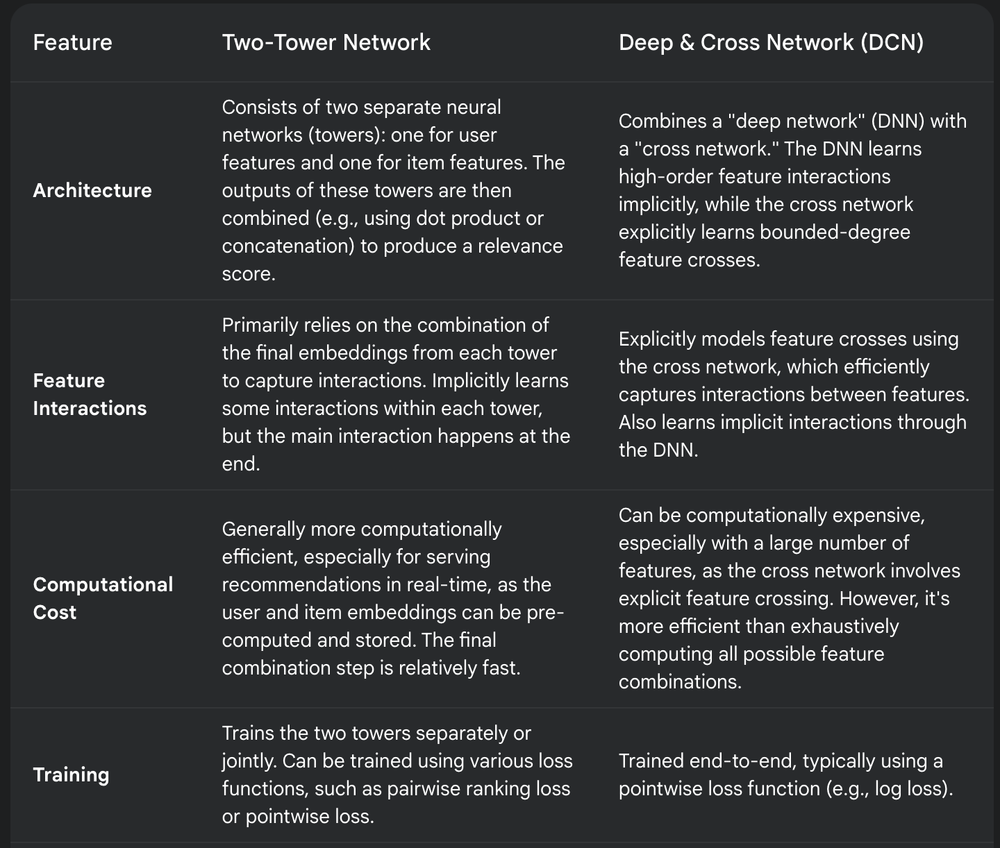 Feature
Two-Tower Network
Deep & Cross Network (DCN)
Architecture
Consists of two separate neural
networks (towers): one for user
features and one for item features. The
outputs of these towers are then
combined (e.g., using dot product or
concatenation) to produce a relevance
score.
Combines a "deep network" (DNN) with
a "cross network." The DNN learns
high-order feature interactions
implicitly, while the cross network
explicitly learns bounded-degree
feature crosses.
Feature
Interactions
Primarily relies on the combination of
the final embeddings from each tower
to capture interactions. Implicitly learns
some interactions within each tower,
but the main interaction happens at the
end.
Explicitly models feature crosses using
the cross network, which efficiently
captures interactions between features.
Also learns implicit interactions through
the DNN.
Computational
Cost
Generally more computationally
efficient, especially for serving
recommendations in real-time, as the
user and item embeddings can be pre-
computed and stored. The final
combination step is relatively fast.
Can be computationally expensive,
especially with a large number of
features, as the cross network involves
explicit feature crossing. However, it's
more efficient than exhaustively
computing all possible feature
combinations.
Training
Trains the two towers separately or
jointly. Can be trained using various loss
functions, such as pairwise ranking loss
or pointwise loss.
Trained end-to-end, typically using a
pointwise loss function (e.g., log loss).